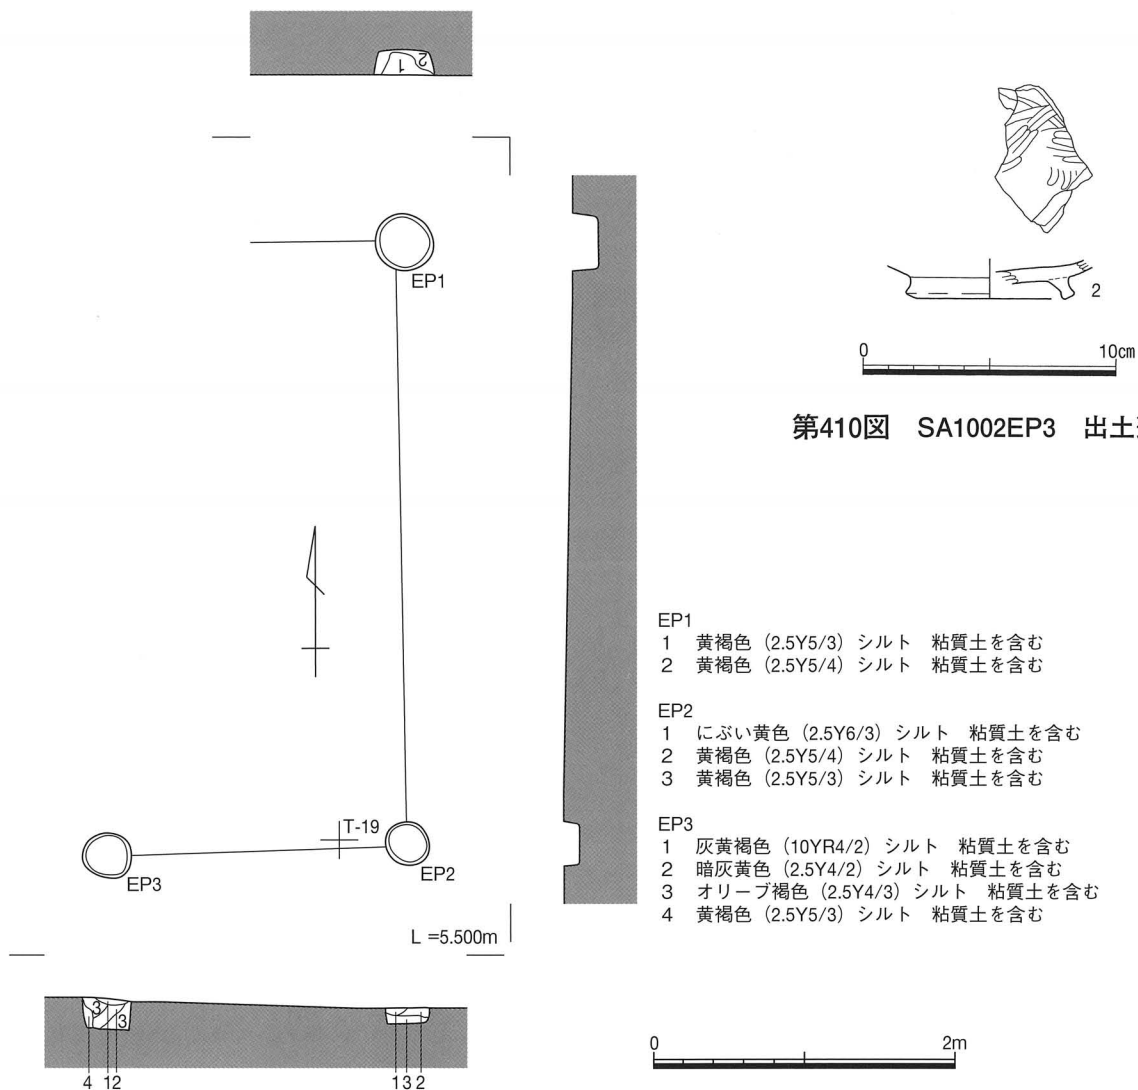 1 2
EP1
2
0 10cm
第410図 SA1002EP3 出土
EP1
1 黄褐色（2.5Y5/3）シルト 粘質土を含む
2 黄褐色（2.5Y5/4）シルト 粘質土を含む
EP2
1 にぶい黄色（2.5Y6/3）シルト 粘質土を含む
2 黄褐色（2.5Y5/4）シルト 粘質土を含む
3 黄褐色（2.5Y5/3）シルト 粘質土を含む
EP3
1 灰黄褐色（10YR4/2）シルト 粘質土を含む
2 暗灰黄色（2.5Y4/2）シルト 粘質土を含む
3 オリーブ褐色（2.5Y4/3）シルト 粘質土を含む
4 黄褐色（2.5Y5/3）シルト 粘質土を含む
T-19
EP3
EP2
L =5.500m
3 3
4 12 13 2
0 2m